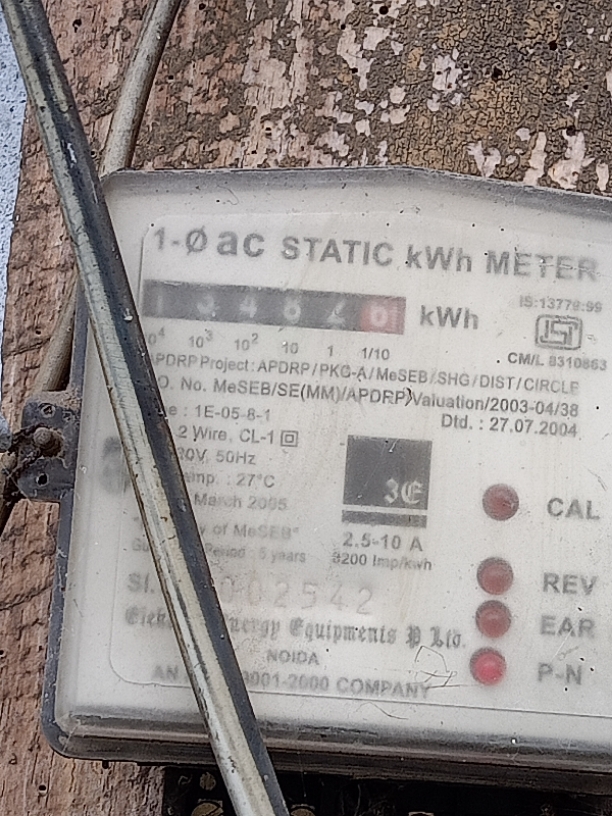 1-Ø ac STATIC kWh METER
IS:13779:99
kWh
10³ 10² 10 1 1/10
CM/L 8310863
Project: APDRP/PKG-A/MeSEB/SHG/DIST/CIRCLE
No. MeSEB/SE(MM)/APDRP/Valuation/2003-04/38
Dtd. : 27.07.2004
: 1E-05-8-1
2 Wire, CL-1
50Hz
: 27°C
March 2005
of MeSEB"
5 years
3E
2.5-10 A
3200 Imp/kwh
CAL
REV
EAR
P-N
Sl.
Energy Equipments P Ltd.
NOIDA
AN 9001-2000 COMPANY